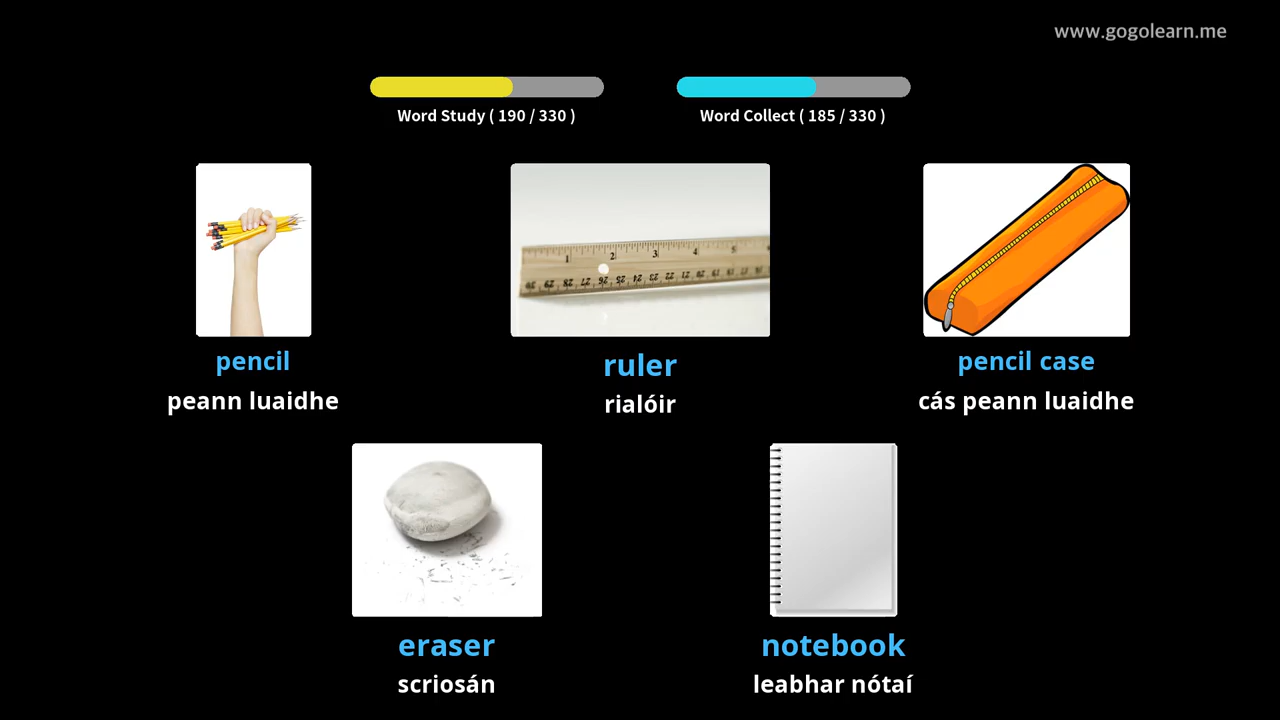 www.gogolearn.me
Word Study ( 190 / 330 )
Word Collect ( 185 / 330 )
pencil
peann luaidhe
ruler
rialóir
pencil case
cás peann luaidhe
eraser
scriosán
notebook
leabhar nótaí